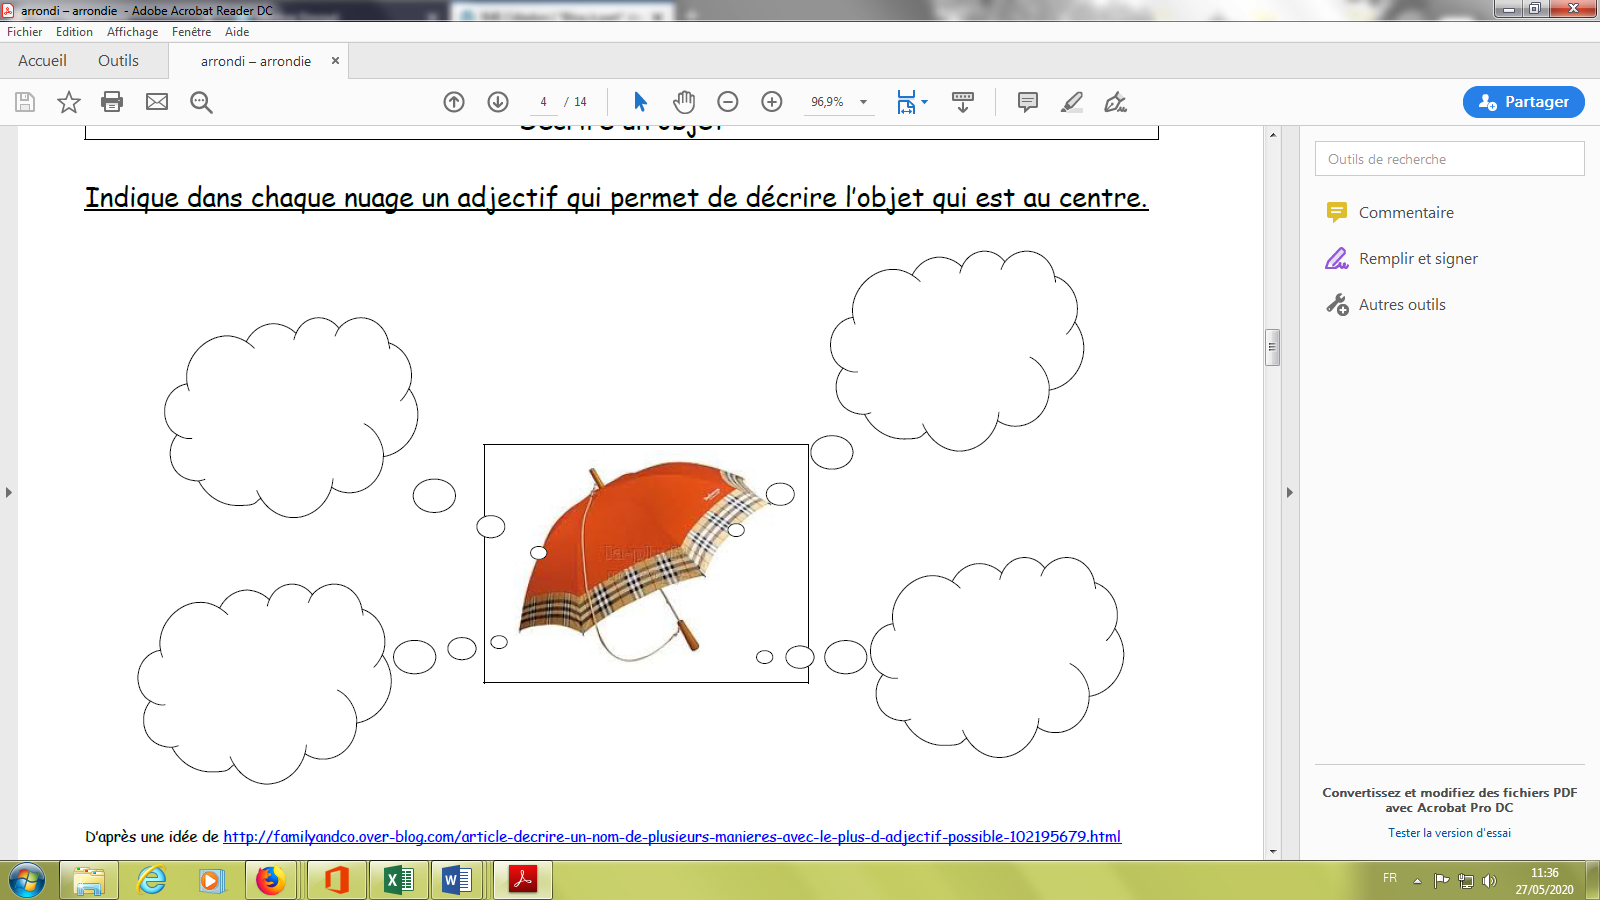 arrondi – arrondie - Adobe Acrobat Reader DC
Fichier Edition Affichage Fenêtre Aide
Accueil Outils arrondi – arrondie ×
4 / 14 96,9% Partager
Décrire un objet
Outils de recherche
Indique dans chaque nuage un adjectif qui permet de décrire l'objet qui est au centre.
Commentaire
Remplir et signer
Autres outils
Convertissez et modifiez des fichiers PDF
avec Acrobat Pro DC
Tester la version d'essai
D'après une idée de http://familyandco.over-blog.com/article-decrire-un-nom-de-plusieurs-manieres-avec-le-plus-d-adjectif-possible-102195679.html
FR
11:36
27/05/2020